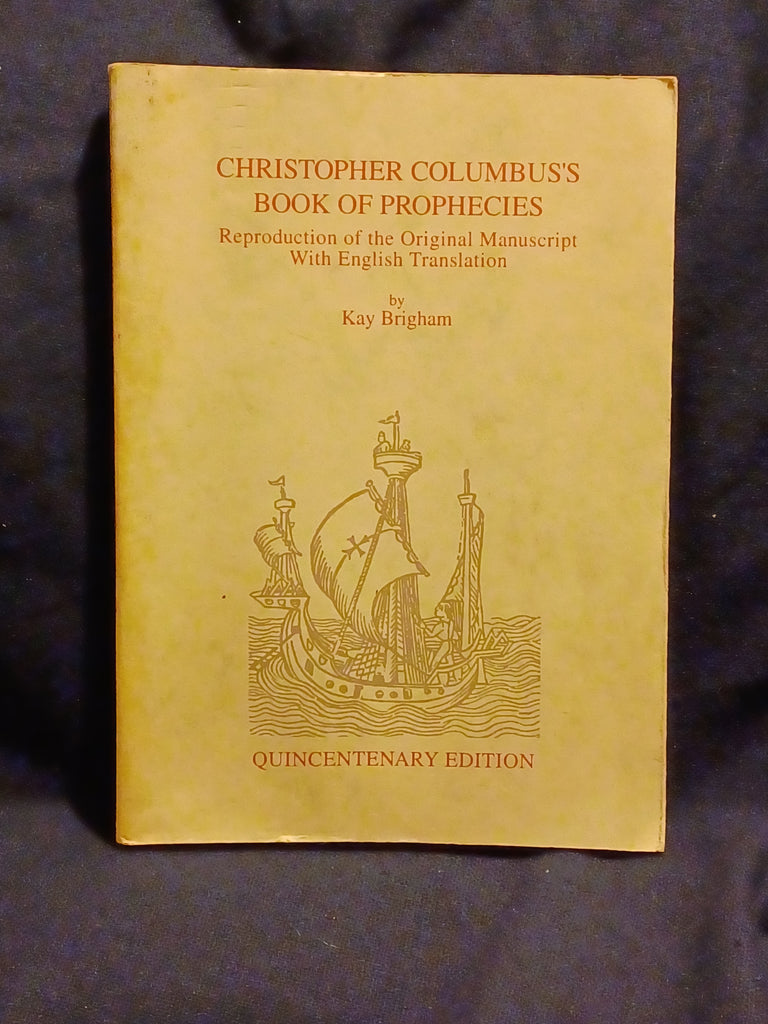 CHRISTOPHER COLUMBUS'S
BOOK OF PROPHECIES
Reproduction of the Original Manuscript
With English Translation
by
Kay Brigham
QUINCENTENARY EDITION